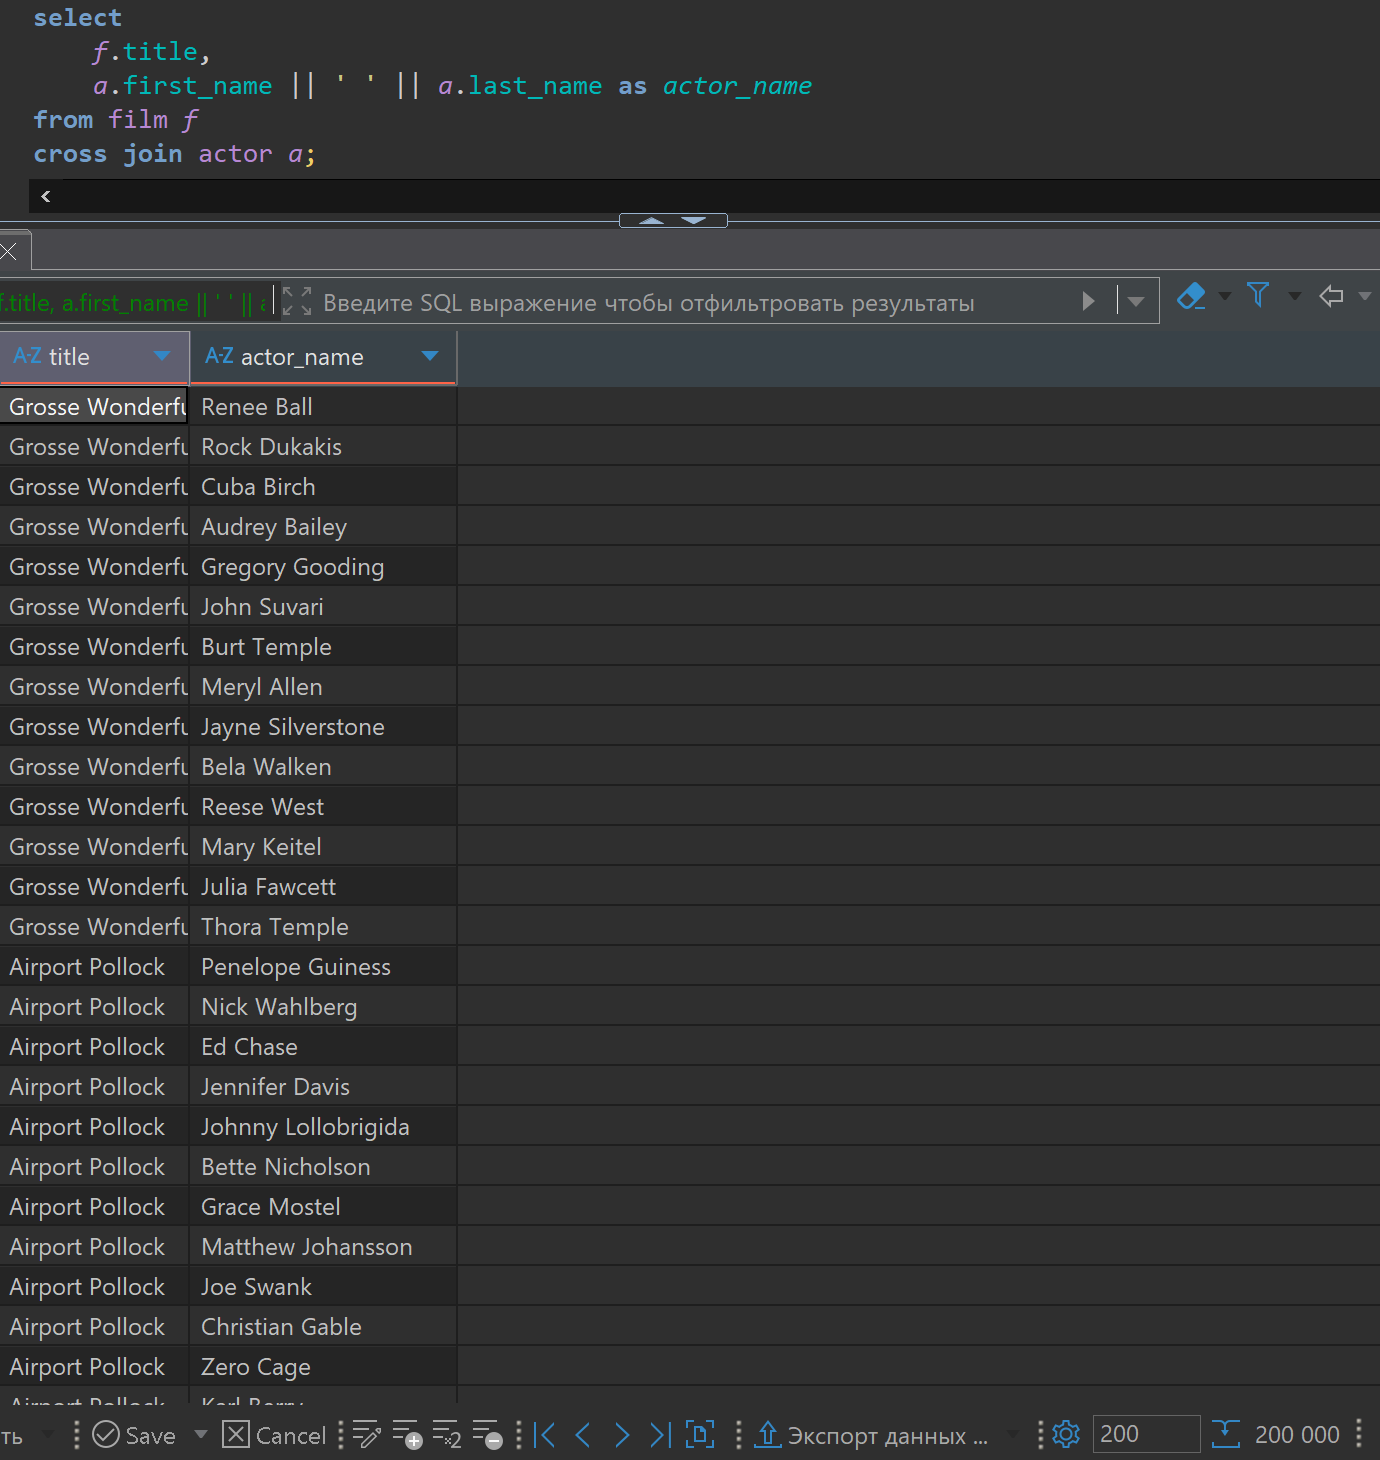 select
f.title,
a.first_name || ' ' || a.last_name as actor_name
from film f
cross join actor a;
f.title, a.first_name || ' ' || a Введите SQL выражение чтобы отфильтровать результаты
A-Z title A-Z actor_name
Grosse Wonderfu Renee Ball
Grosse Wonderfu Rock Dukakis
Grosse Wonderfu Cuba Birch
Grosse Wonderfu Audrey Bailey
Grosse Wonderfu Gregory Gooding
Grosse Wonderfu John Suvari
Grosse Wonderfu Burt Temple
Grosse Wonderfu Meryl Allen
Grosse Wonderfu Jayne Silverstone
Grosse Wonderfu Bela Walken
Grosse Wonderfu Reese West
Grosse Wonderfu Mary Keitel
Grosse Wonderfu Julia Fawcett
Grosse Wonderfu Thora Temple
Airport Pollock Penelope Guiness
Airport Pollock Nick Wahlberg
Airport Pollock Ed Chase
Airport Pollock Jennifer Davis
Airport Pollock Johnny Lollobrigida
Airport Pollock Bette Nicholson
Airport Pollock Grace Mostel
Airport Pollock Matthew Johansson
Airport Pollock Joe Swank
Airport Pollock Christian Gable
Airport Pollock Zero Cage
Airport Pollock Karl Berry
ть Save Cancel Экспорт данных ... 200 200 000